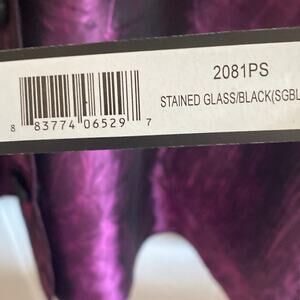 2081PS
STAINED GLASS/BLACK(SGBL
8 83774 06529 7